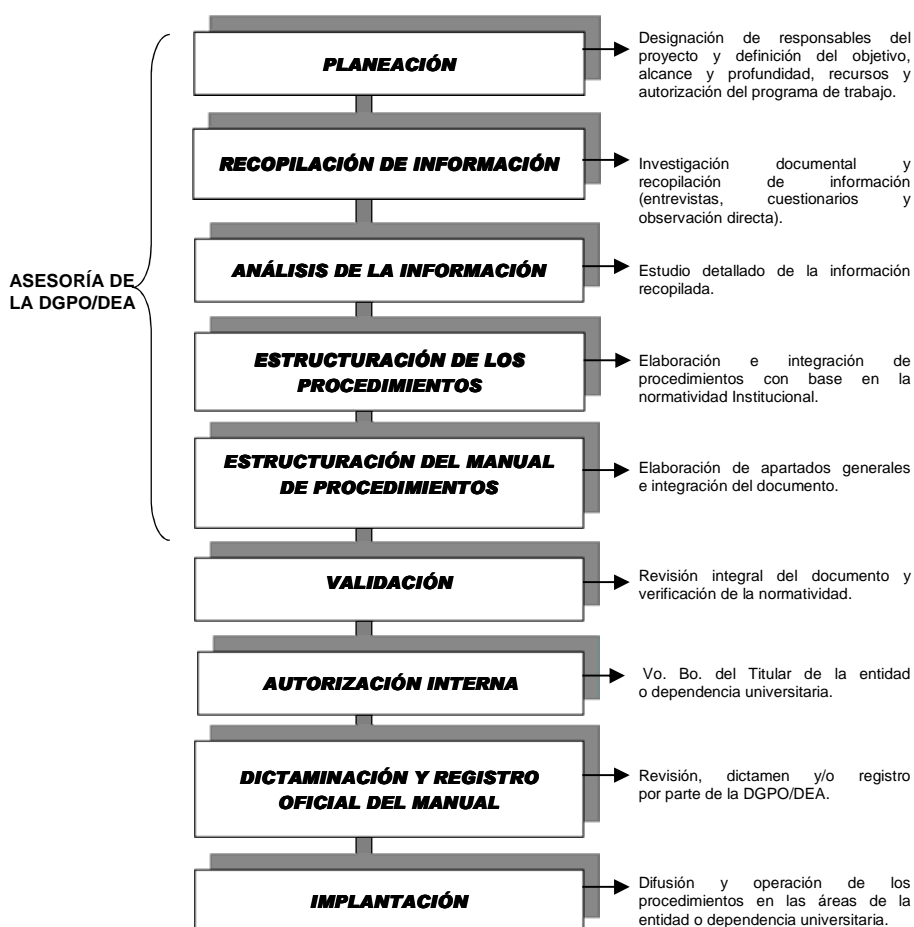 PLANEACIÓN
Designación de responsables del
proyecto y definición del objetivo,
alcance y profundidad, recursos y
autorización del programa de trabajo.
RECOPILACIÓN DE INFORMACIÓN
Investigación documental y
recopilación de información
(entrevistas, cuestionarios y
observación directa).
ASESORÍA DE
LA DGPO/DEA
ANÁLISIS DE LA INFORMACIÓN
Estudio detallado de la información
recopilada.
ESTRUCTURACIÓN DE LOS
PROCEDIMIENTOS
Elaboración e integración de
procedimientos con base en la
normatividad Institucional.
ESTRUCTURACIÓN DEL MANUAL
DE PROCEDIMIENTOS
Elaboración de apartados generales
e integración del documento.
VALIDACIÓN
Revisión integral del documento y
verificación de la normatividad.
AUTORIZACIÓN INTERNA
Vo. Bo. del Titular de la entidad
o dependencia universitaria.
DICTAMINACIÓN Y REGISTRO
OFICIAL DEL MANUAL
Revisión, dictamen y/o registro
por parte de la DGPO/DEA.
IMPLANTACIÓN
Difusión y operación de los
procedimientos en las áreas de la
entidad o dependencia universitaria.